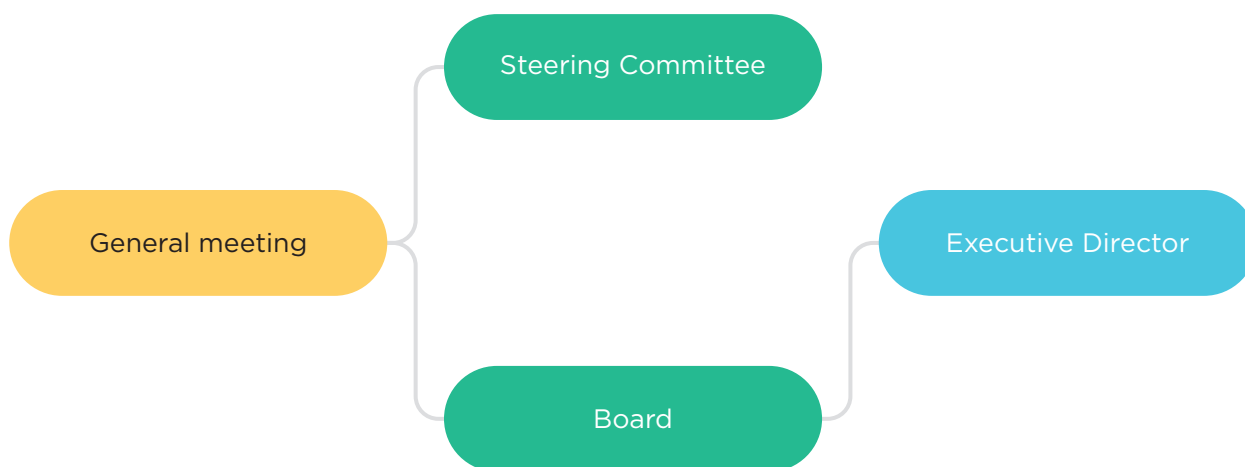 Steering Committee
General meeting
Executive Director
Board